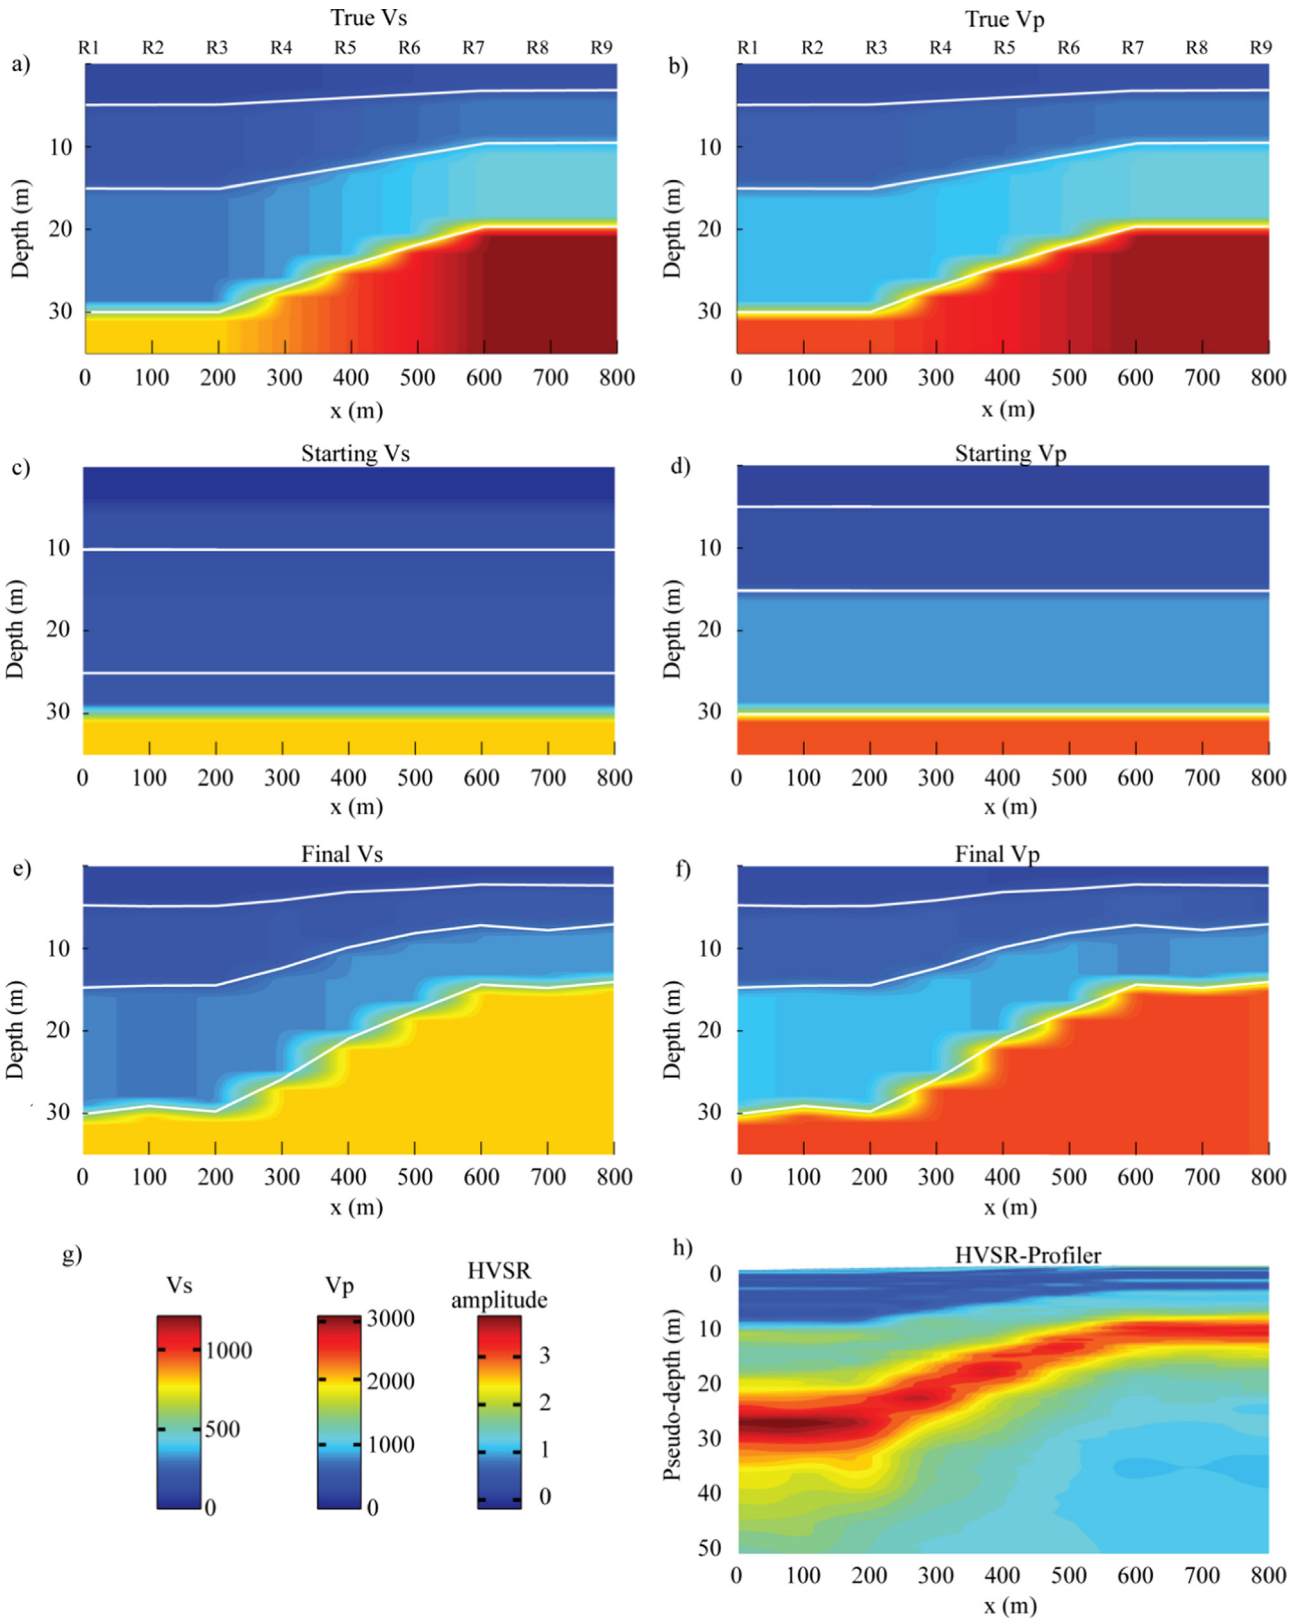 True Vs
R1 R2 R3 R4 R5 R6 R7 R8 R9
a)
10
20
30
Depth (m)
0 100 200 300 400 500 600 700 800
x (m)
True Vp
R1 R2 R3 R4 R5 R6 R7 R8 R9
b)
10
20
30
Depth (m)
0 100 200 300 400 500 600 700 800
x (m)
Starting Vs
c)
10
20
30
Depth (m)
0 100 200 300 400 500 600 700 800
x (m)
Starting Vp
d)
10
20
30
Depth (m)
0 100 200 300 400 500 600 700 800
x (m)
Final Vs
e)
10
20
30
Depth (m)
0 100 200 300 400 500 600 700 800
x (m)
Final Vp
f)
10
20
30
Depth (m)
0 100 200 300 400 500 600 700 800
x (m)
g)
Vs
1000
500
0
Vp
3000
2000
1000
0
HVSR
amplitude
3
2
1
0
h)
HVSR-Profiler
0
10
20
30
40
50
Pseudo-depth (m)
0 100 200 300 400 500 600 700 800
x (m)